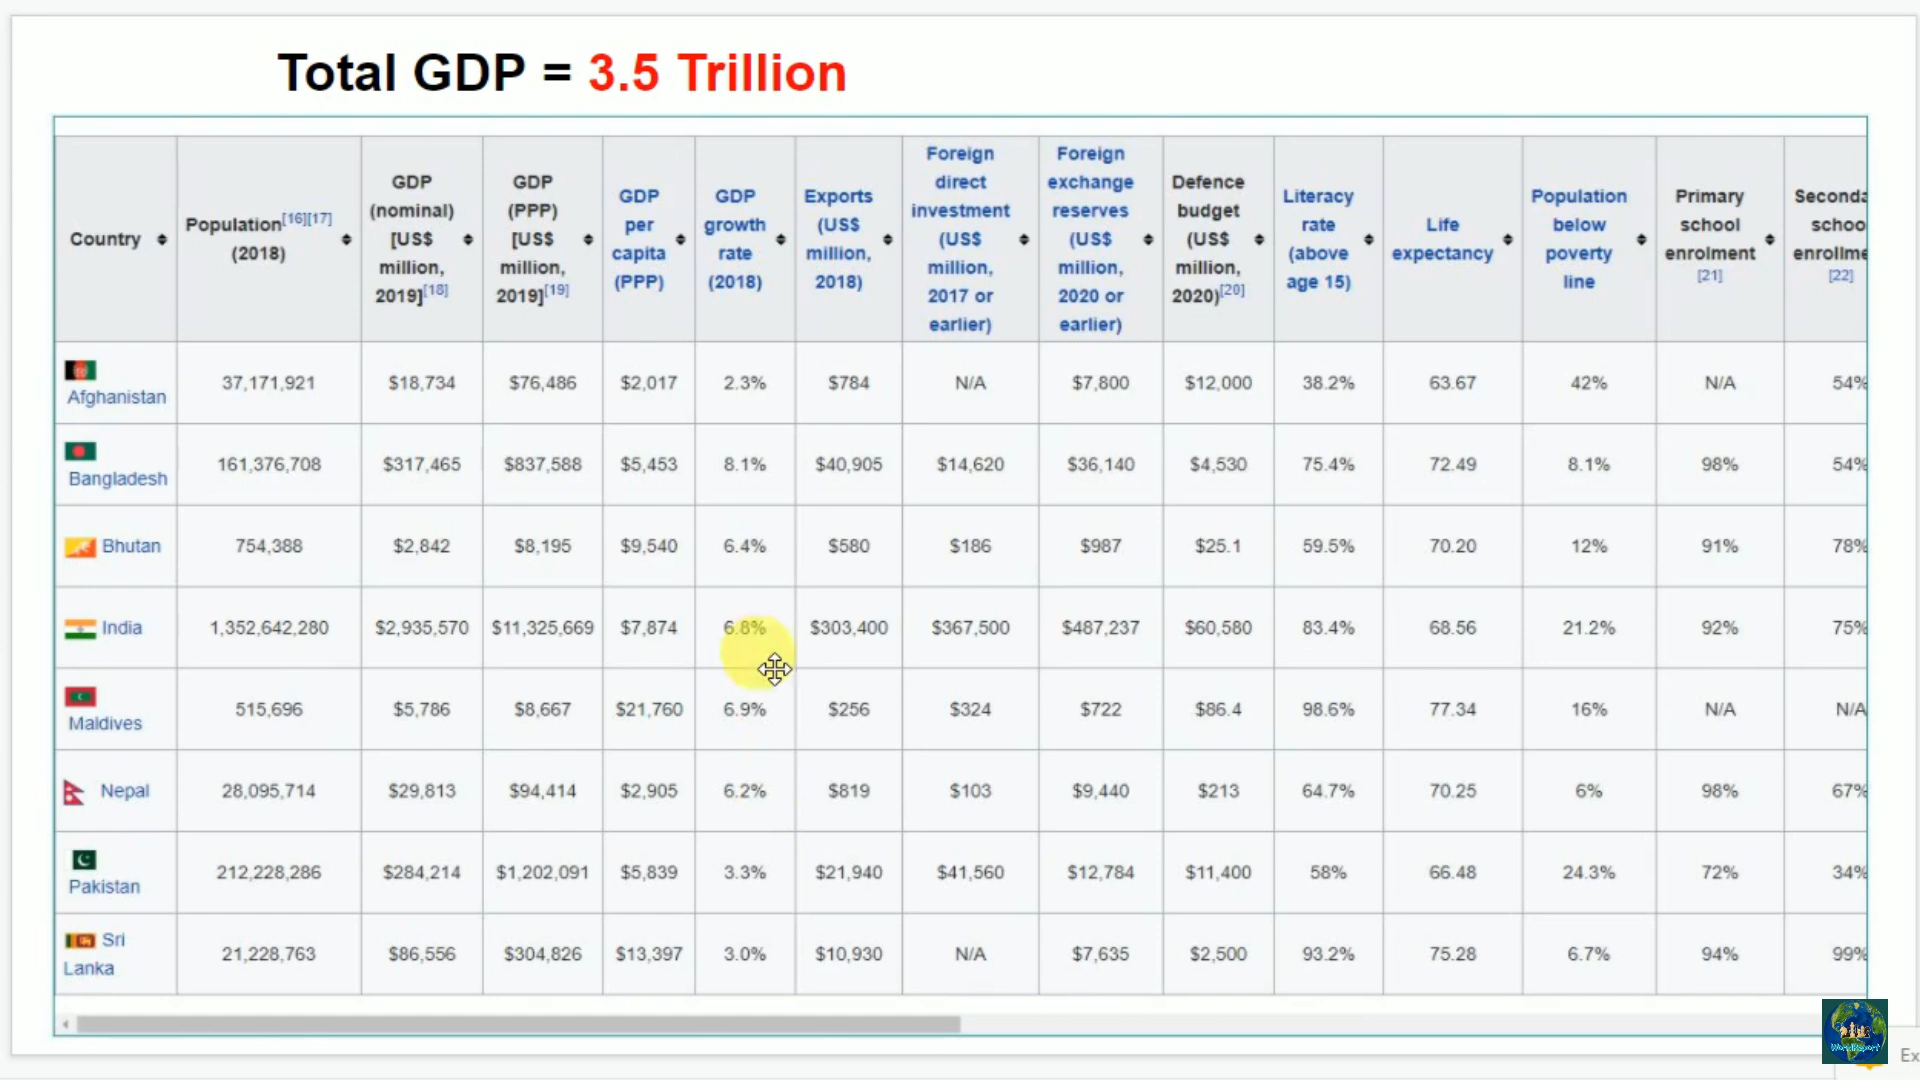 Total GDP = 3.5 Trillion
Country
Population[16][17]
(2018)
GDP
(nominal)
[US$
million,
2019][18]
GDP
(PPP)
[US$
million,
2019][19]
GDP
per
capita
(PPP)
GDP
growth
rate
(2018)
Exports
(US$
million,
2018)
Foreign
direct
investment
(US$
million,
2017 or
earlier)
Foreign
exchange
reserves
(US$
million,
2020 or
earlier)
Defence
budget
(US$
million,
2020)[20]
Literacy
rate
(above
age 15)
Life
expectancy
Population
below
poverty
line
Primary
school
enrolment
[21]
Seconda
schoo
enrollme
[22]
Afghanistan 37,171,921 $18,734 $76,486 $2,017 2.3% $784 N/A $7,800 $12,000 38.2% 63.67 42% N/A 54%
Bangladesh 161,376,708 $317,465 $837,588 $5,453 8.1% $40,905 $14,620 $36,140 $4,530 75.4% 72.49 8.1% 98% 54%
Bhutan 754,388 $2,842 $8,195 $9,540 6.4% $580 $186 $987 $25.1 59.5% 70.20 12% 91% 78%
India 1,352,642,280 $2,935,570 $11,325,669 $7,874 6.8% $303,400 $367,500 $487,237 $60,580 83.4% 68.56 21.2% 92% 75%
Maldives 515,696 $5,786 $8,667 $21,760 6.9% $256 $324 $722 $86.4 98.6% 77.34 16% N/A N/A
Nepal 28,095,714 $29,813 $94,414 $2,905 6.2% $819 $103 $9,440 $213 64.7% 70.25 6% 98% 67%
Pakistan 212,228,286 $284,214 $1,202,091 $5,839 3.3% $21,940 $41,560 $12,784 $11,400 58% 66.48 24.3% 72% 34%
Sri
Lanka 21,228,763 $86,556 $304,826 $13,397 3.0% $10,930 N/A $7,635 $2,500 93.2% 75.28 6.7% 94% 99%
Ex